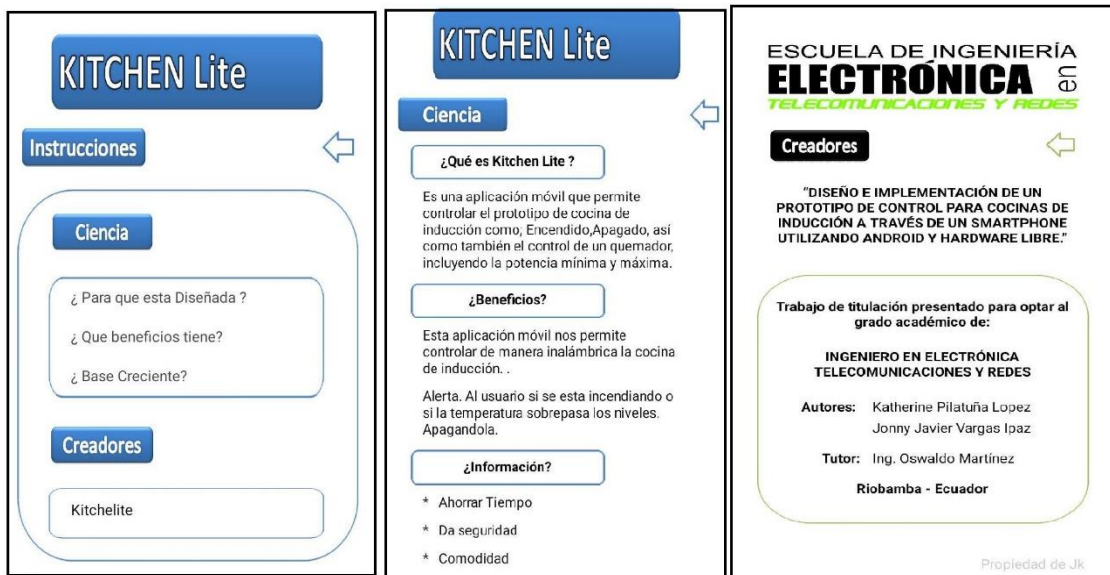 KITCHEN Lite
Instrucciones
Ciencia
¿ Para que esta Diseñada ?
¿ Que beneficios tiene?
¿ Base Creciente?
Creadores
Kitchelite
KITCHEN Lite
Ciencia
¿Qué es Kitchen Lite ?
Es una aplicación móvil que permite
controlar el prototipo de cocina de
inducción como; Encendido,Apagado, así
como también el control de un quemador,
incluyendo la potencia mínima y máxima.
¿Beneficios?
Esta aplicación móvil nos permite
controlar de manera inalámbrica la cocina
de inducción. .
Alerta. Al usuario si se esta incendiando o
si la temperatura sobrepasa los niveles.
Apagandola.
¿Información?
* Ahorrar Tiempo
* Da seguridad
* Comodidad
ESCUELA DE INGENIERÍA
ELECTRÓNICA en
TELECOMUNICACIONES Y REDES
Creadores
"DISEÑO E IMPLEMENTACIÓN DE UN
PROTOTIPO DE CONTROL PARA COCINAS DE
INDUCCIÓN A TRAVÉS DE UN SMARTPHONE
UTILIZANDO ANDROID Y HARDWARE LIBRE."
Trabajo de titulación presentado para optar al
grado académico de:
INGENIERO EN ELECTRÓNICA
TELECOMUNICACIONES Y REDES
Autores: Katherine Pilatuña Lopez
Jonny Javier Vargas Ipaz
Tutor: Ing. Oswaldo Martínez
Riobamba - Ecuador
Propiedad de Jk